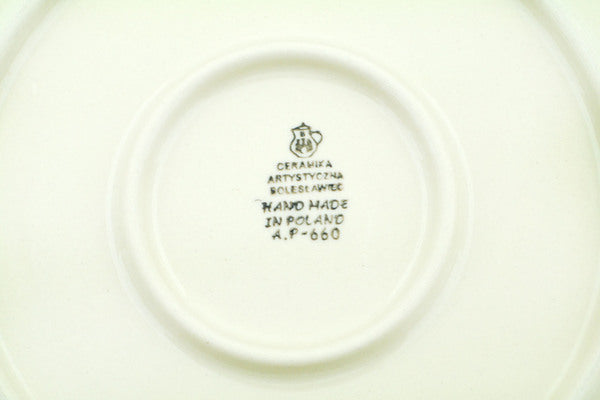 CERAMIKA
ARTYSTYCZNA
BOLESŁAWIEC
HAND MADE
IN POLAND
A.P-660